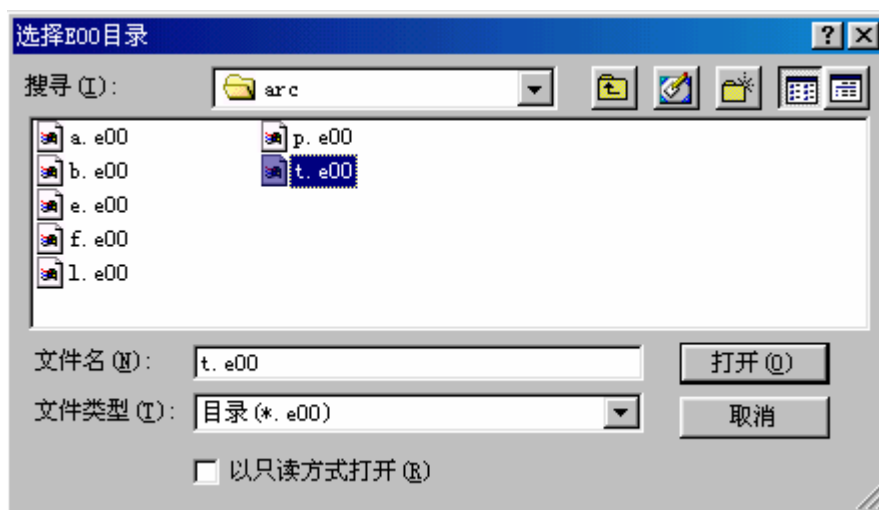 选择E00目录
搜寻(I): arc
a.e00 p.e00
b.e00 t.e00
e.e00
f.e00
l.e00
文件名(N): t.e00 打开(O)
文件类型(T): 目录(*.e00) 取消
以只读方式打开(R)